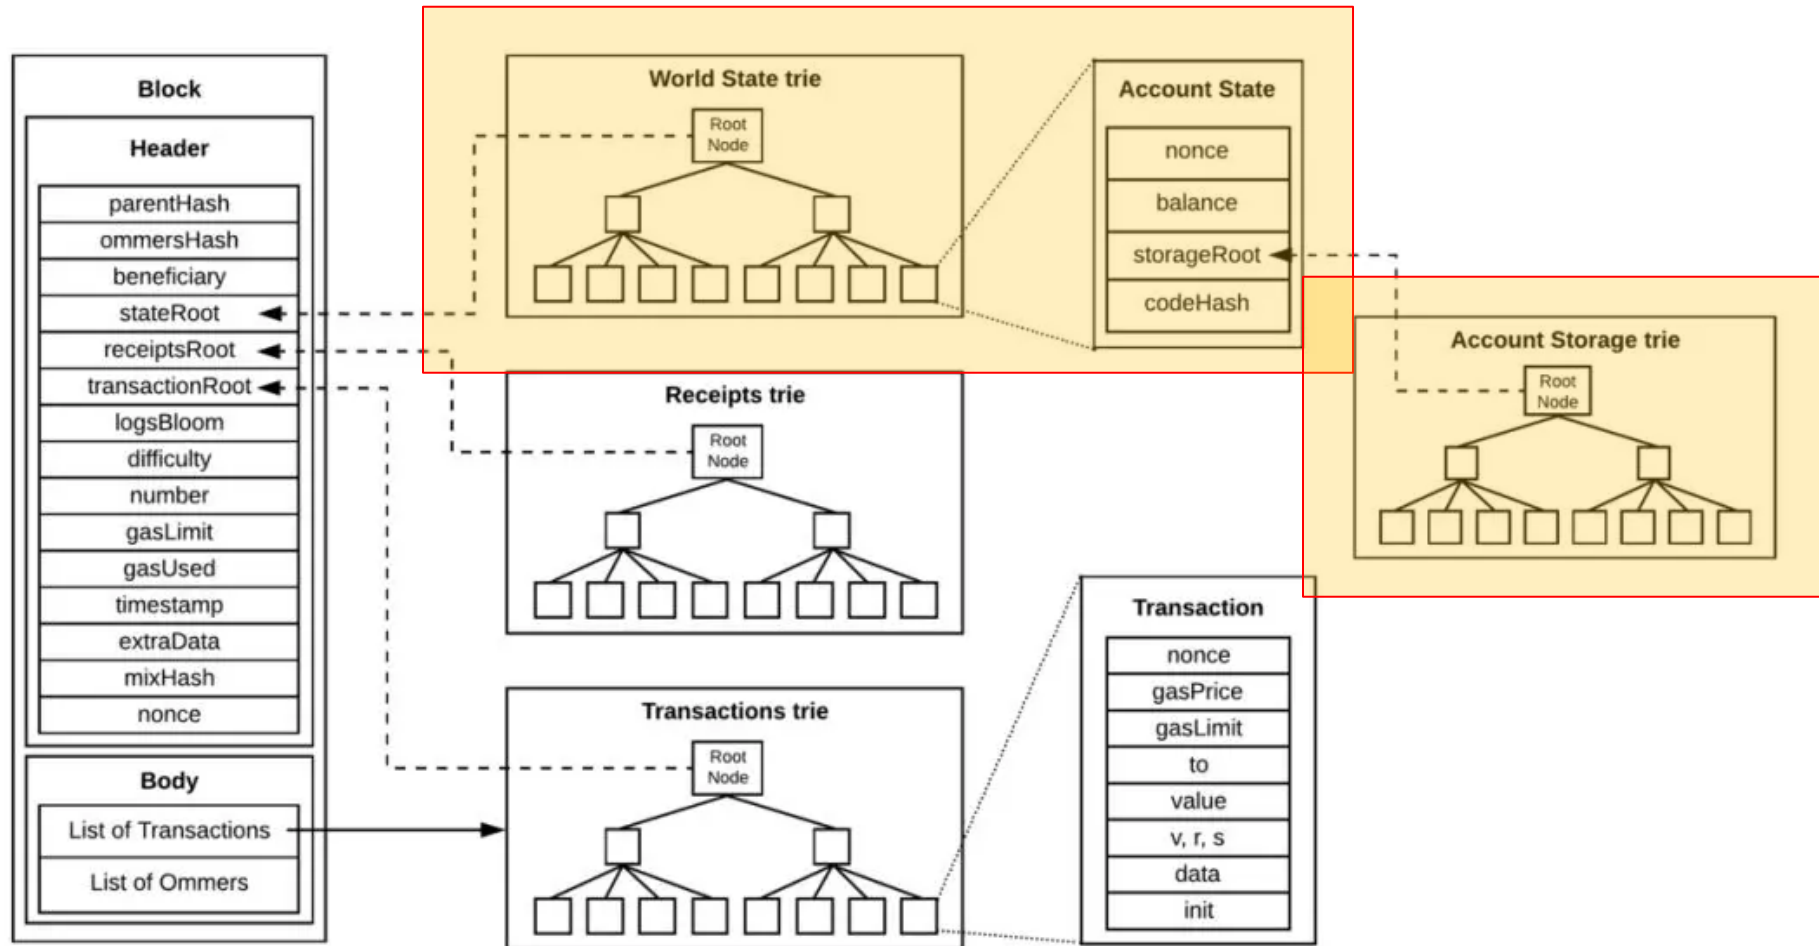 Block
Header
parentHash
ommersHash
beneficiary
stateRoot
receiptsRoot
transactionRoot
logsBloom
difficulty
number
gasLimit
gasUsed
timestamp
extraData
mixHash
nonce
Body
List of Transactions
List of Ommers
World State trie
Root
Node
Account State
nonce
balance
storageRoot
codeHash
Account Storage trie
Root
Node
Receipts trie
Root
Node
Transactions trie
Root
Node
Transaction
nonce
gasPrice
gasLimit
to
value
v, r, s
data
init